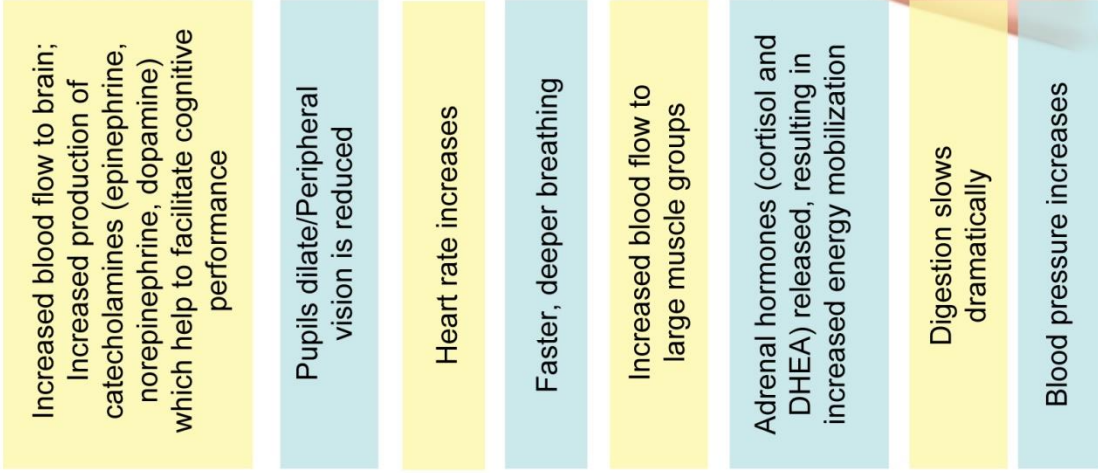 Increased blood flow to brain;
Increased production of
catecholamines (epinephrine,
norepinephrine, dopamine)
which help to facilitate cognitive
performance
Pupils dilate/Peripheral
vision is reduced
Heart rate increases
Faster, deeper breathing
Increased blood flow to
large muscle groups
Adrenal hormones (cortisol and
DHEA) released, resulting in
increased energy mobilization
Digestion slows
dramatically
Blood pressure increases